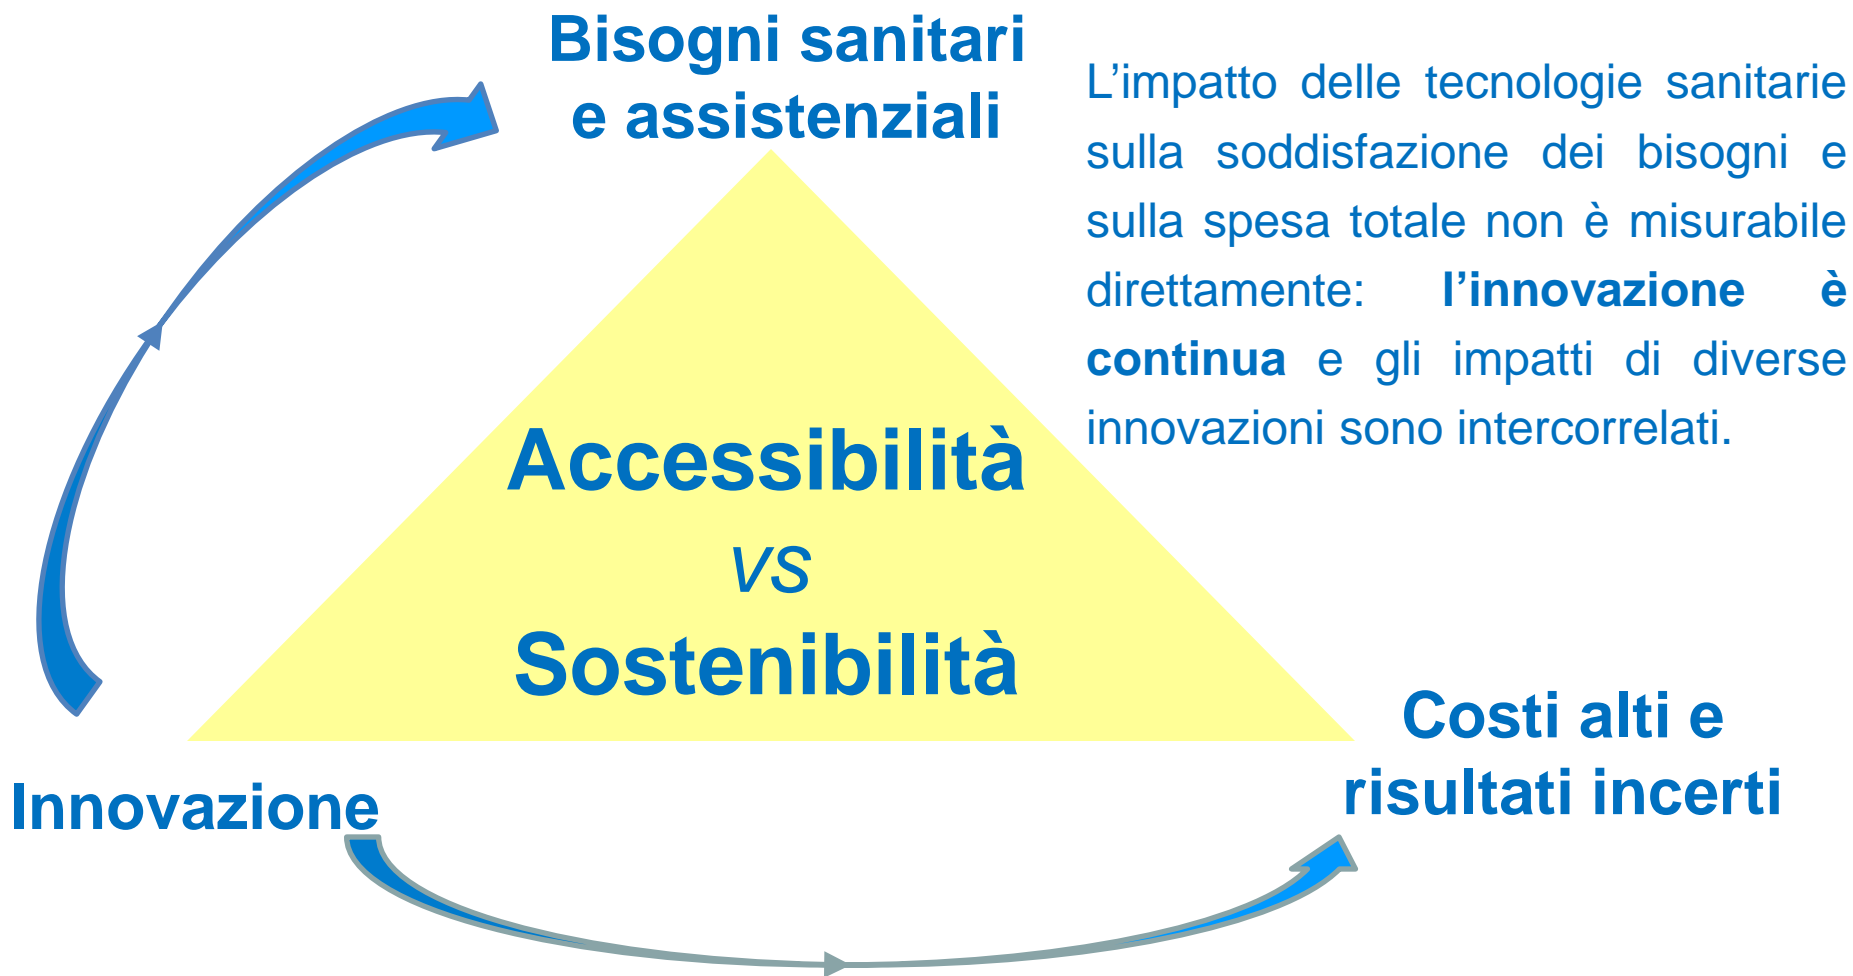 Bisogni sanitari
e assistenziali
L’impatto delle tecnologie sanitarie
sulla soddisfazione dei bisogni e
sulla spesa totale non è misurabile
direttamente: l’innovazione è
continua e gli impatti di diverse
innovazioni sono intercorrelati.
Accessibilità
vs
Sostenibilità
Innovazione
Costi alti e
risultati incerti